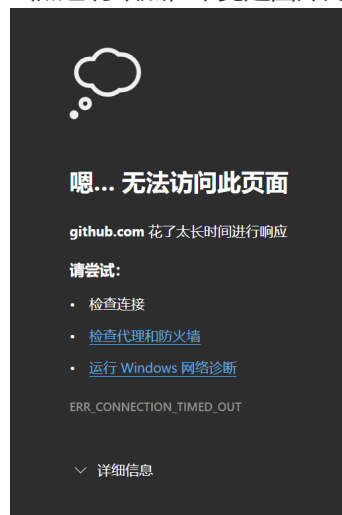 嗯... 无法访问此页面
github.com 花了太长时间进行响应
请尝试：
• 检查连接
• 检查代理和防火墙
• 运行 Windows 网络诊断
ERR_CONNECTION_TIMED_OUT
详细信息